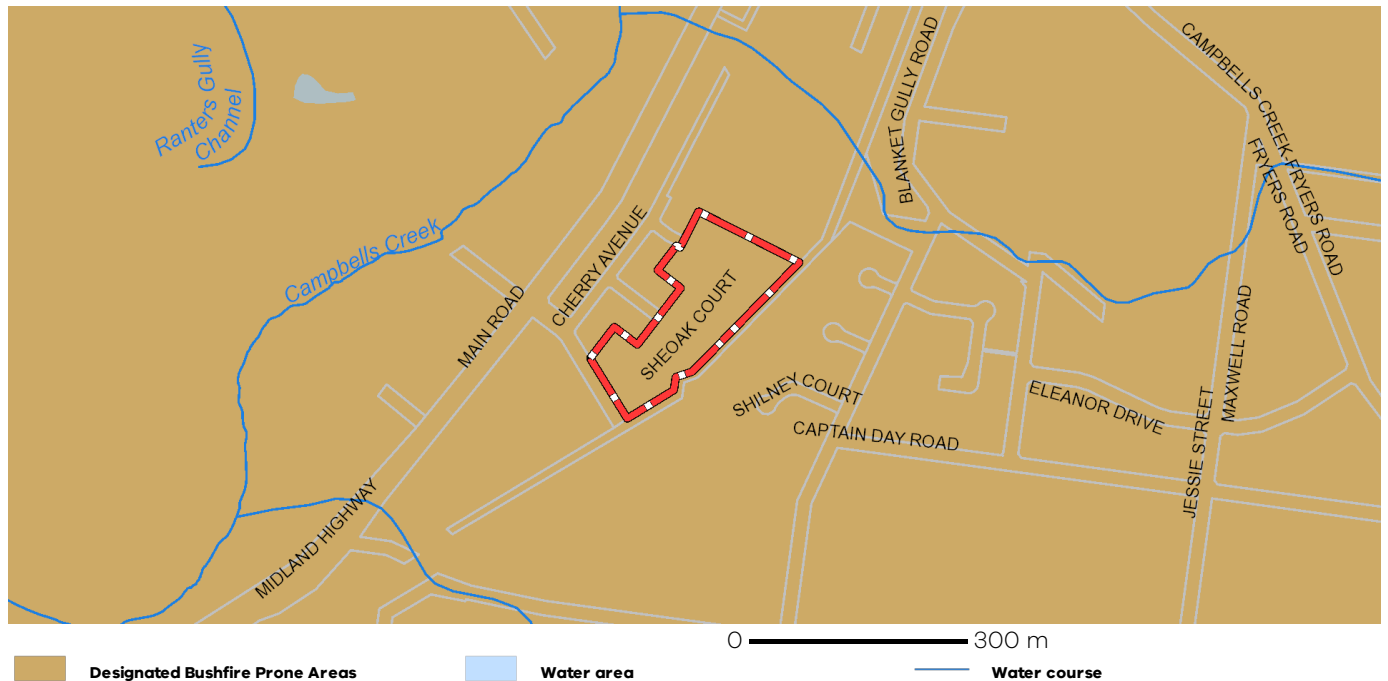 CAMPBELLS CREEK-FRYERS ROAD
BLANKET GULLY ROAD
Ranters Gully
Channel
FRYERS ROAD
CHERRY AVENUE
Campbells Creek
MAIN ROAD
SHEOAK COURT
MAXWELL ROAD
SHILNEY COURT
ELEANOR DRIVE
JESSIE STREET
CAPTAIN DAY ROAD
MIDLAND HIGHWAY
0 300 m
Designated Bushfire Prone Areas
Water area
Water course